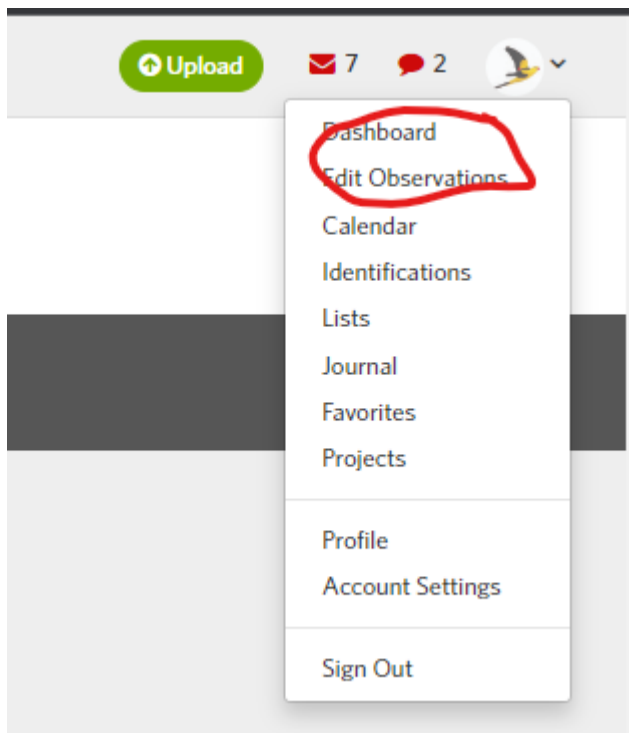 Upload 7 2
Dashboard
Edit Observations
Calendar
Identifications
Lists
Journal
Favorites
Projects
Profile
Account Settings
Sign Out